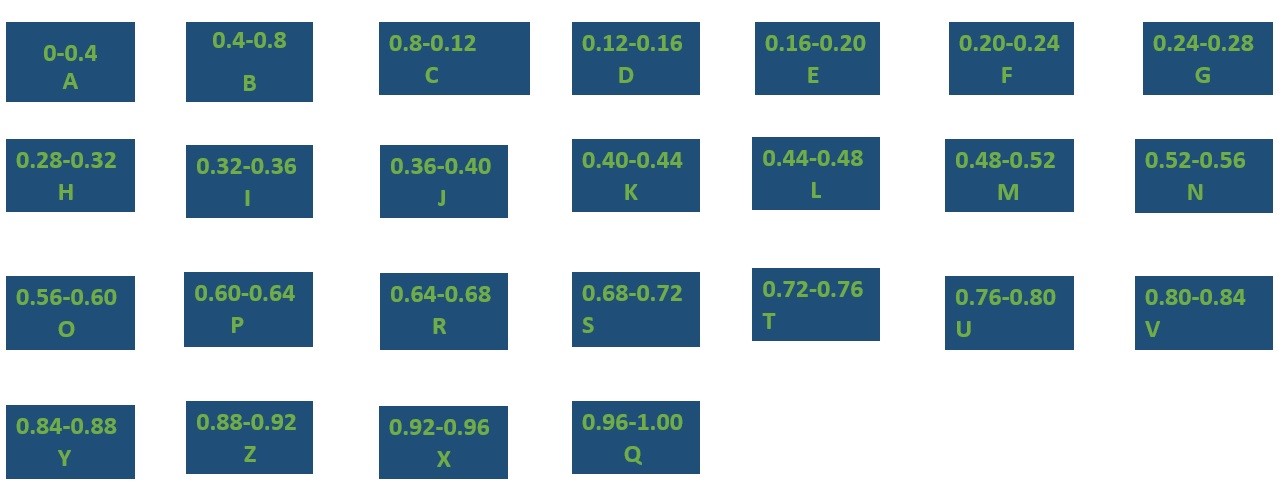 0-0.4
A
0.4-0.8
B
0.8-0.12
C
0.12-0.16
D
0.16-0.20
E
0.20-0.24
F
0.24-0.28
G
0.28-0.32
H
0.32-0.36
I
0.36-0.40
J
0.40-0.44
K
0.44-0.48
L
0.48-0.52
M
0.52-0.56
N
0.56-0.60
O
0.60-0.64
P
0.64-0.68
R
0.68-0.72
S
0.72-0.76
T
0.76-0.80
U
0.80-0.84
V
0.84-0.88
Y
0.88-0.92
Z
0.92-0.96
X
0.96-1.00
Q